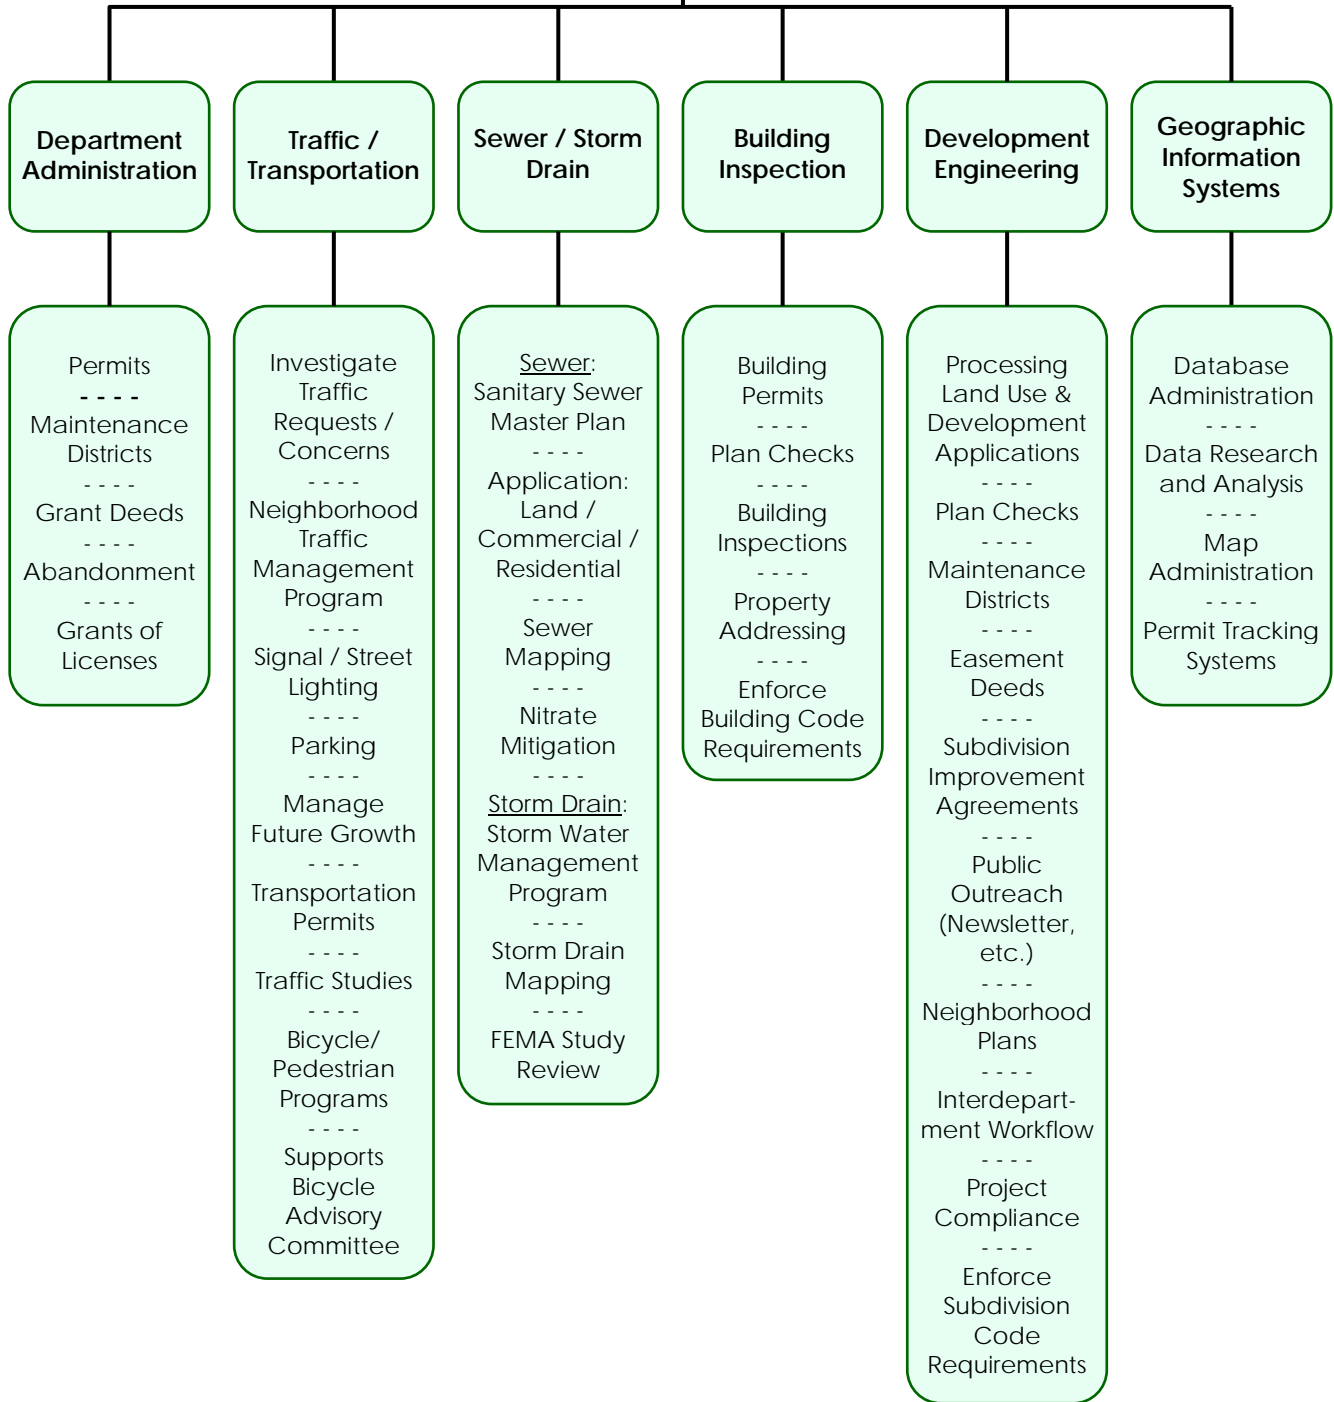 Department
Administration
Traffic /
Transportation
Sewer / Storm
Drain
Building
Inspection
Development
Engineering
Geographic
Information
Systems
Permits
- - - -
Maintenance
Districts
- - - -
Grant Deeds
- - - -
Abandonment
- - - -
Grants of
Licenses
Investigate
Traffic
Requests /
Concerns
- - - -
Neighborhood
Traffic
Management
Program
- - - -
Signal / Street
Lighting
- - - -
Parking
- - - -
Manage
Future Growth
- - - -
Transportation
Permits
- - - -
Traffic Studies
- - - -
Bicycle/
Pedestrian
Programs
- - - -
Supports
Bicycle
Advisory
Committee
Sewer:
Sanitary Sewer
Master Plan
- - - -
Application:
Land /
Commercial /
Residential
- - - -
Sewer
Mapping
- - - -
Nitrate
Mitigation
- - - -
Storm Drain:
Storm Water
Management
Program
- - - -
Storm Drain
Mapping
- - - -
FEMA Study
Review
Building
Permits
- - - -
Plan Checks
- - - -
Building
Inspections
- - - -
Property
Addressing
- - - -
Enforce
Building Code
Requirements
Processing
Land Use &
Development
Applications
- - - -
Plan Checks
- - - -
Maintenance
Districts
- - - -
Easement
Deeds
- - - -
Subdivision
Improvement
Agreements
- - - -
Public
Outreach
(Newsletter,
etc.)
- - - -
Neighborhood
Plans
- - - -
Interdepart-
ment Workflow
- - - -
Project
Compliance
- - - -
Enforce
Subdivision
Code
Requirements
Database
Administration
- - - -
Data Research
and Analysis
- - - -
Map
Administration
- - - -
Permit Tracking
Systems